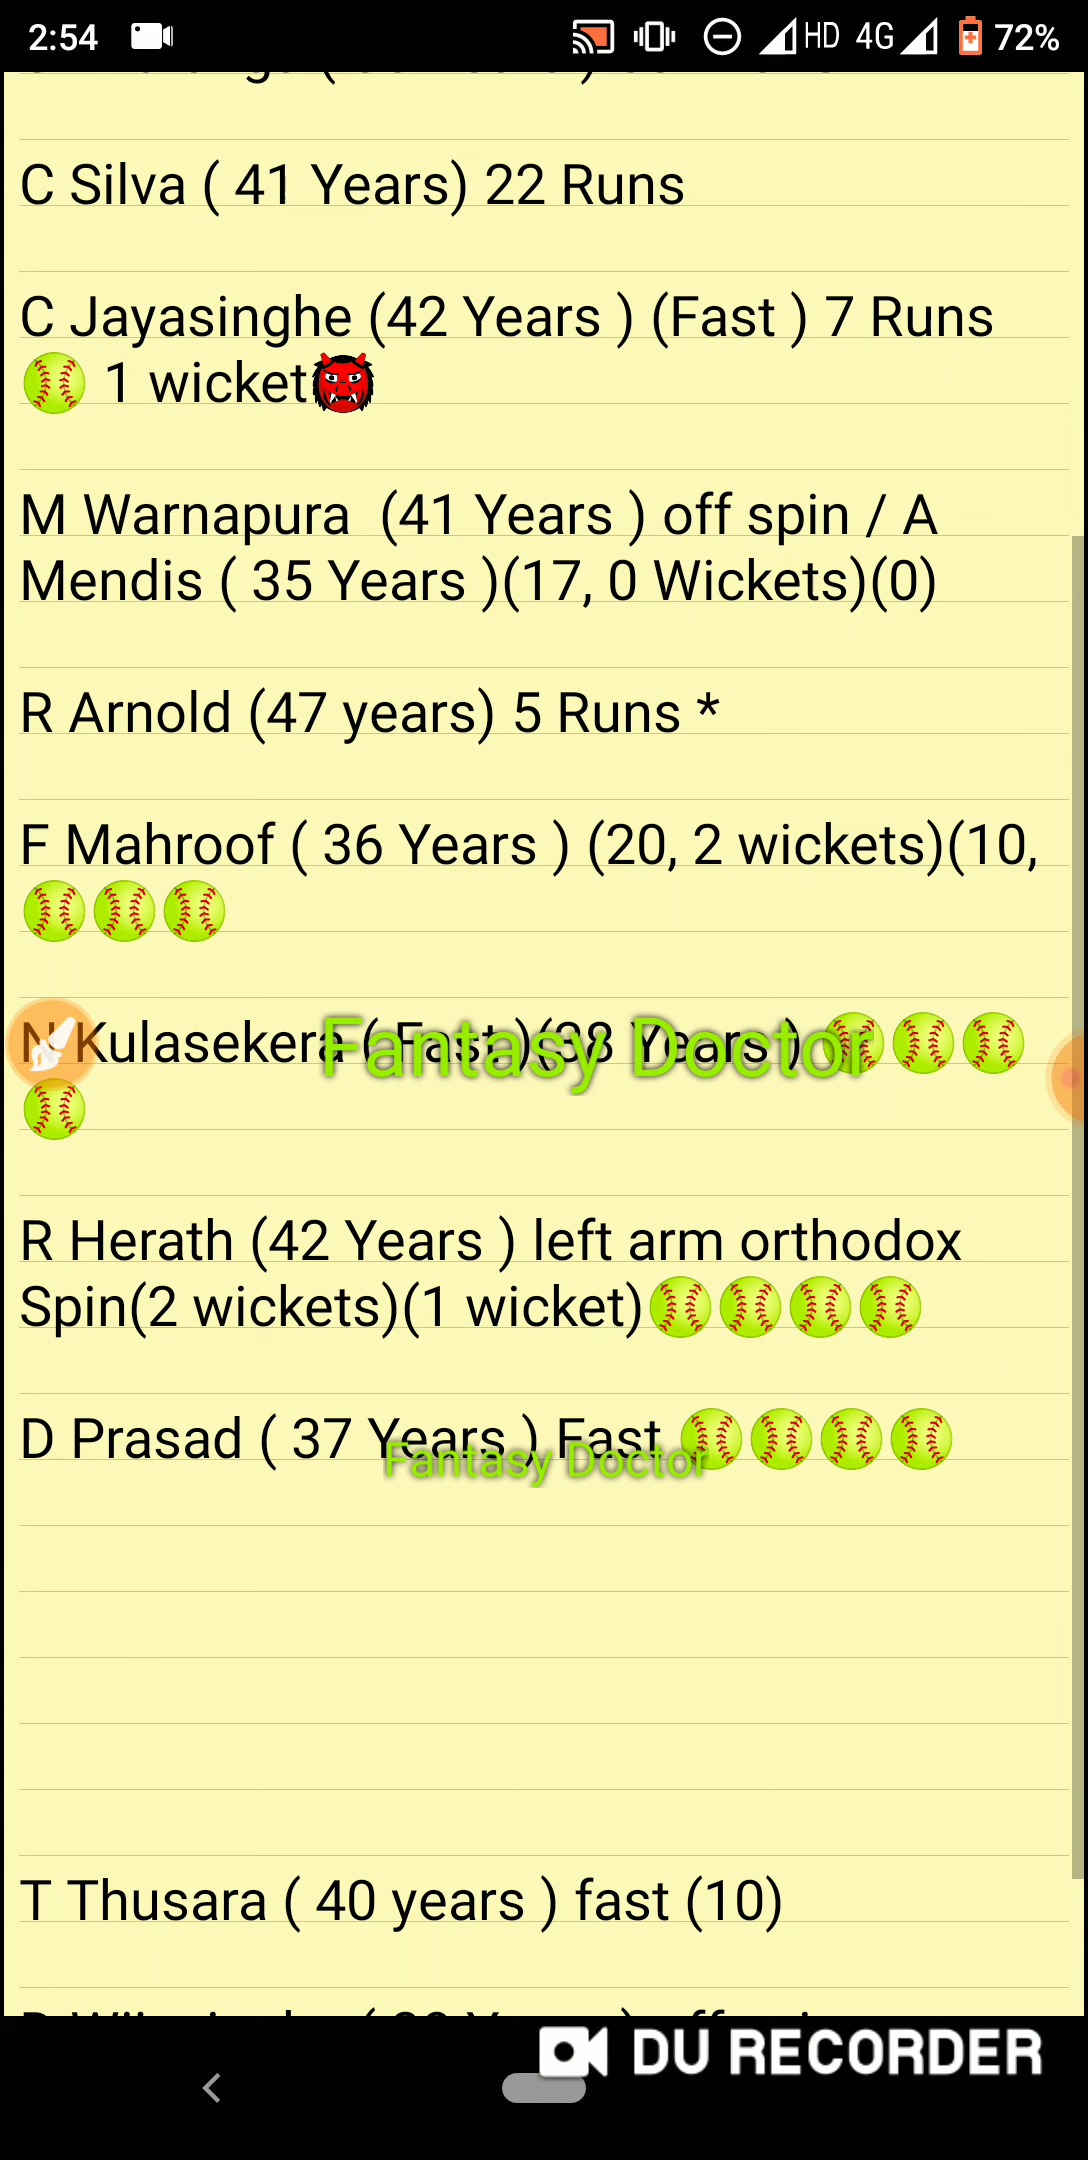 2:54 HD 4G 72%
C Silva ( 41 Years) 22 Runs
C Jayasinghe (42 Years ) (Fast ) 7 Runs
🥎 1 wicket👹
M Warnapura  (41 Years ) off spin / A
Mendis ( 35 Years )(17, 0 Wickets)(0)
R Arnold (47 years) 5 Runs *
F Mahroof ( 36 Years ) (20, 2 wickets)(10,
🥎🥎🥎
N Kulasekera ( Fast )(38 Years ) 🥎🥎🥎
Fantasy Doctor
🥎
R Herath (42 Years ) left arm orthodox
Spin(2 wickets)(1 wicket)🥎🥎🥎🥎
D Prasad ( 37 Years ) Fast 🥎🥎🥎🥎
Fantasy Doctor
T Thusara ( 40 years ) fast (10)
DU RECORDER